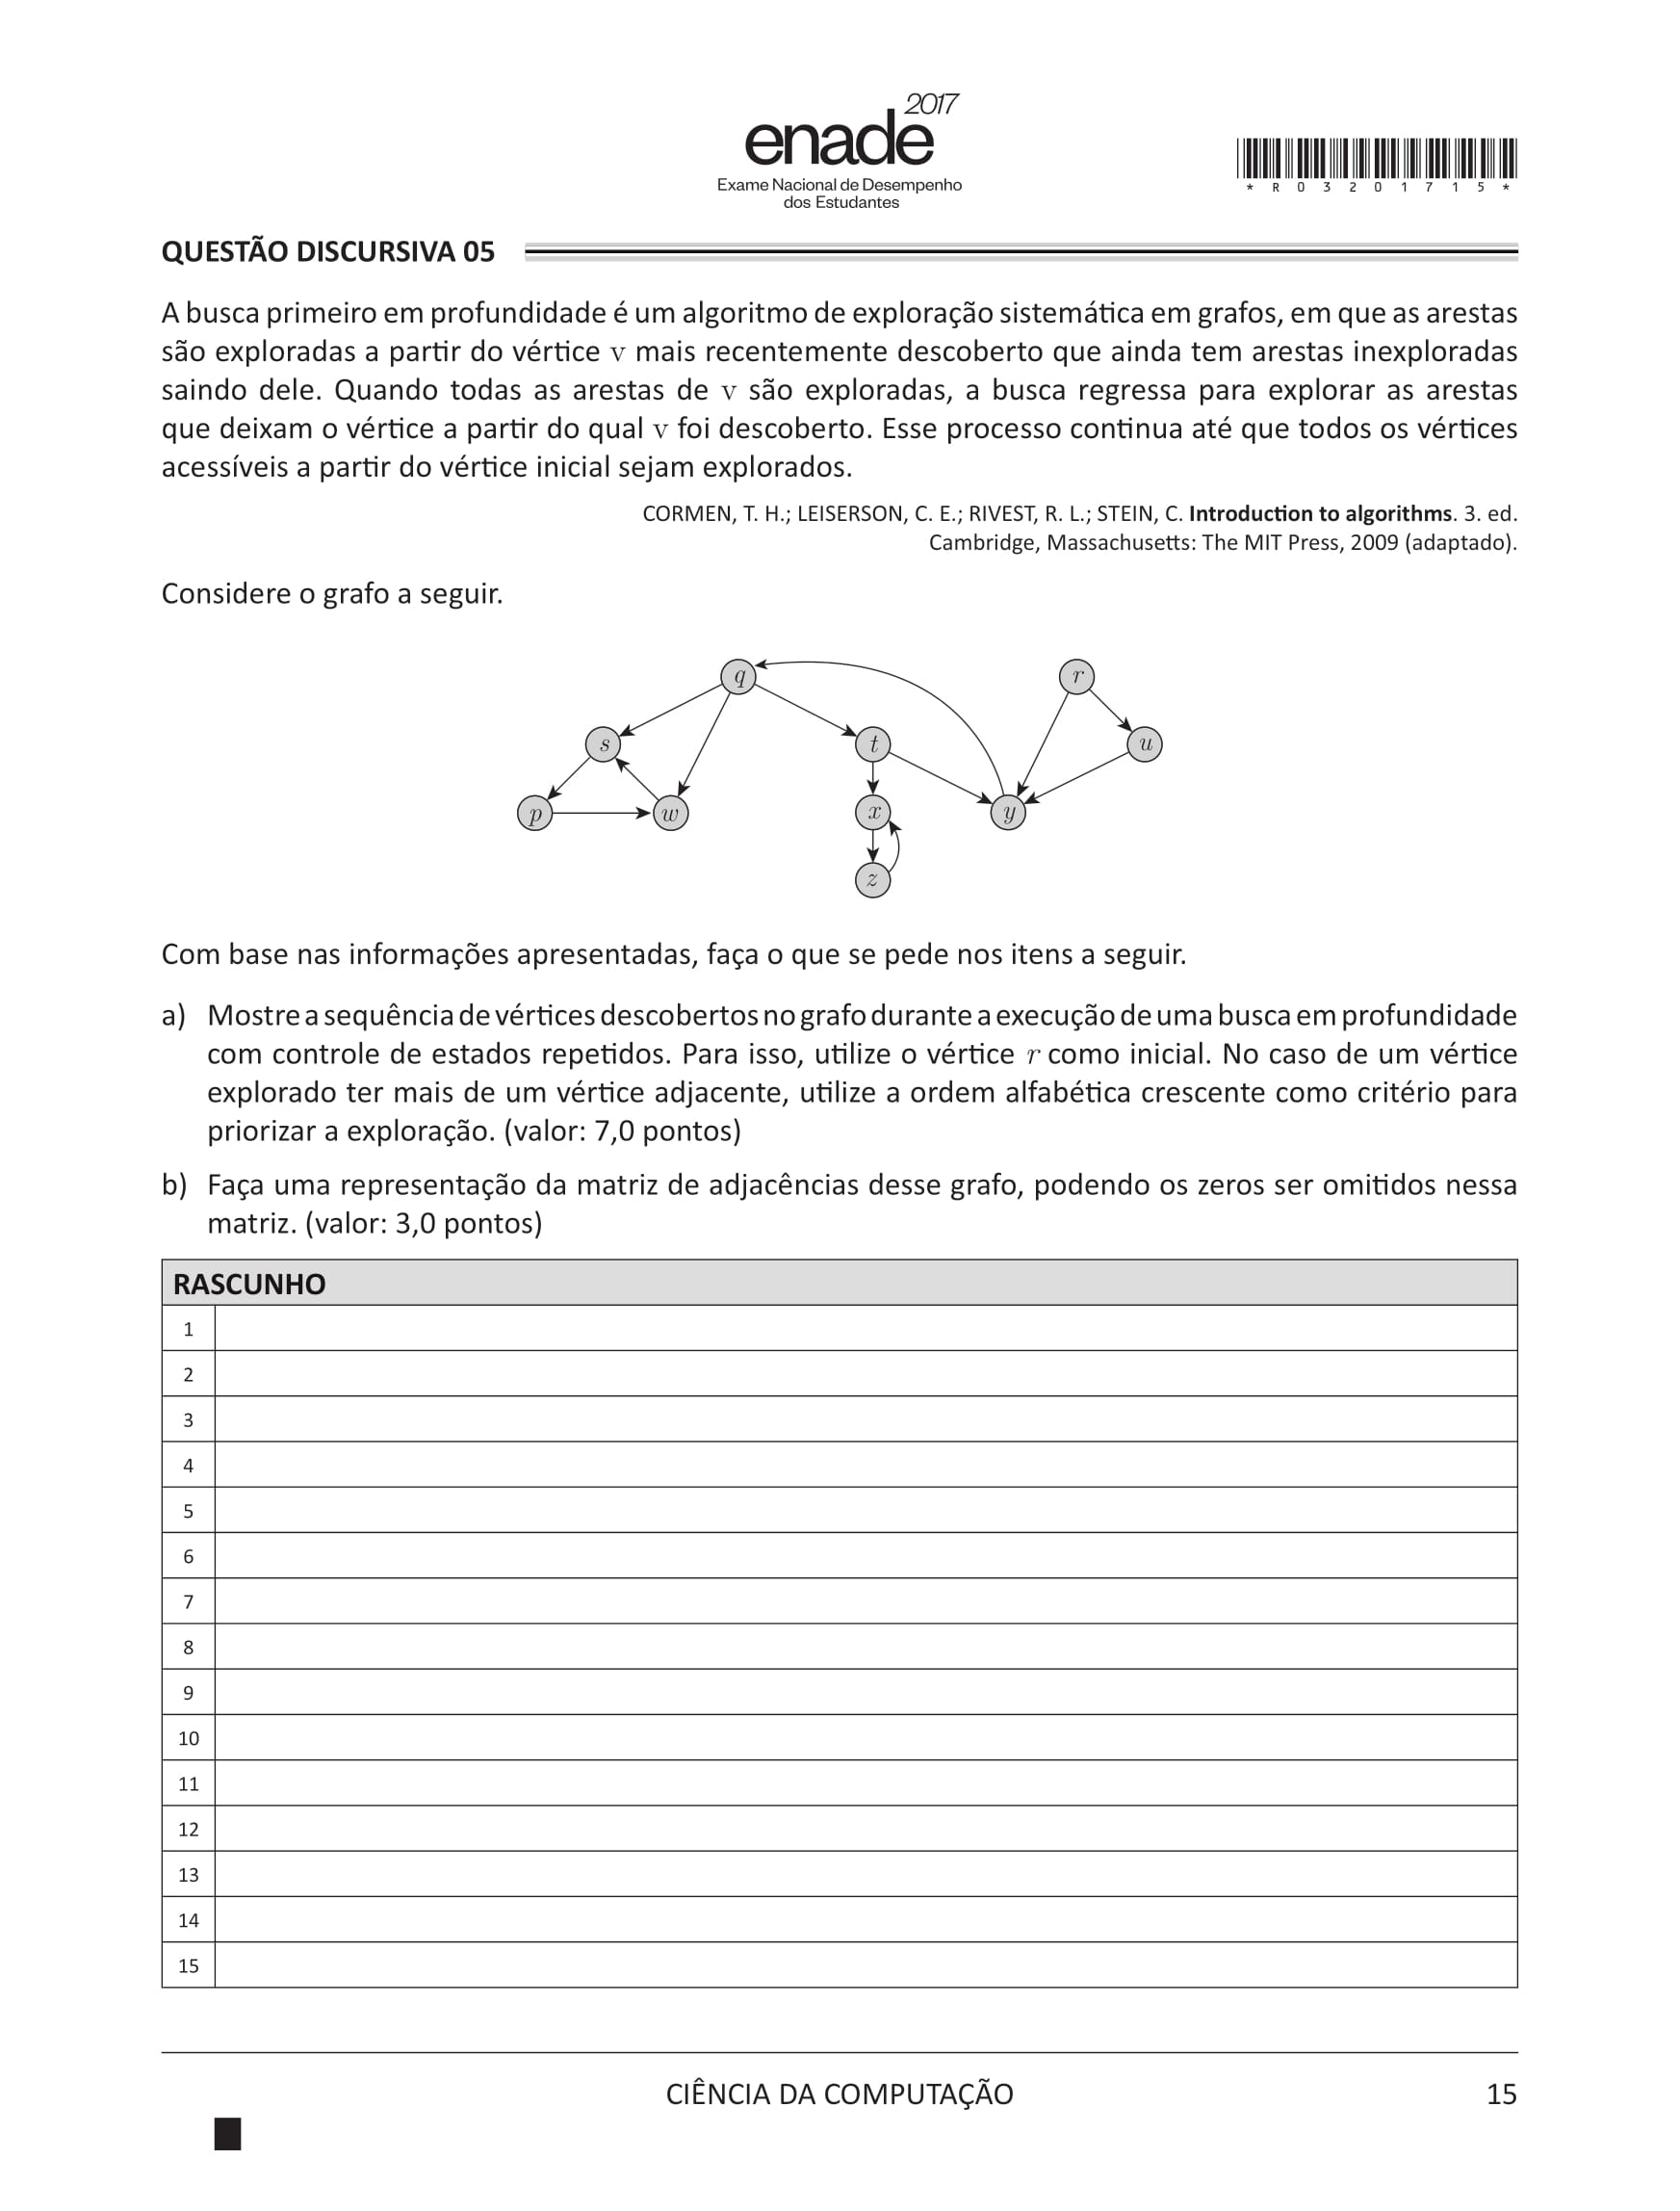 2017
enade
Exame Nacional de Desempenho
dos Estudantes
* R 0 3 2 0 1 7 1 5 *
QUESTÃO DISCURSIVA 05
A busca primeiro em profundidade é um algoritmo de exploração sistemática em grafos, em que as arestas
são exploradas a partir do vértice v mais recentemente descoberto que ainda tem arestas inexploradas
saindo dele. Quando todas as arestas de v são exploradas, a busca regressa para explorar as arestas
que deixam o vértice a partir do qual v foi descoberto. Esse processo continua até que todos os vértices
acessíveis a partir do vértice inicial sejam explorados.
CORMEN, T. H.; LEISERSON, C. E.; RIVEST, R. L.; STEIN, C. Introduction to algorithms. 3. ed.
Cambridge, Massachusetts: The MIT Press, 2009 (adaptado).
Considere o grafo a seguir.
q r
s t u
p w x y
z
Com base nas informações apresentadas, faça o que se pede nos itens a seguir.
a) Mostre a sequência de vértices descobertos no grafo durante a execução de uma busca em profundidade
com controle de estados repetidos. Para isso, utilize o vértice r como inicial. No caso de um vértice
explorado ter mais de um vértice adjacente, utilize a ordem alfabética crescente como critério para
priorizar a exploração. (valor: 7,0 pontos)
b) Faça uma representação da matriz de adjacências desse grafo, podendo os zeros ser omitidos nessa
matriz. (valor: 3,0 pontos)
RASCUNHO
1
2
3
4
5
6
7
8
9
10
11
12
13
14
15
CIÊNCIA DA COMPUTAÇÃO 15